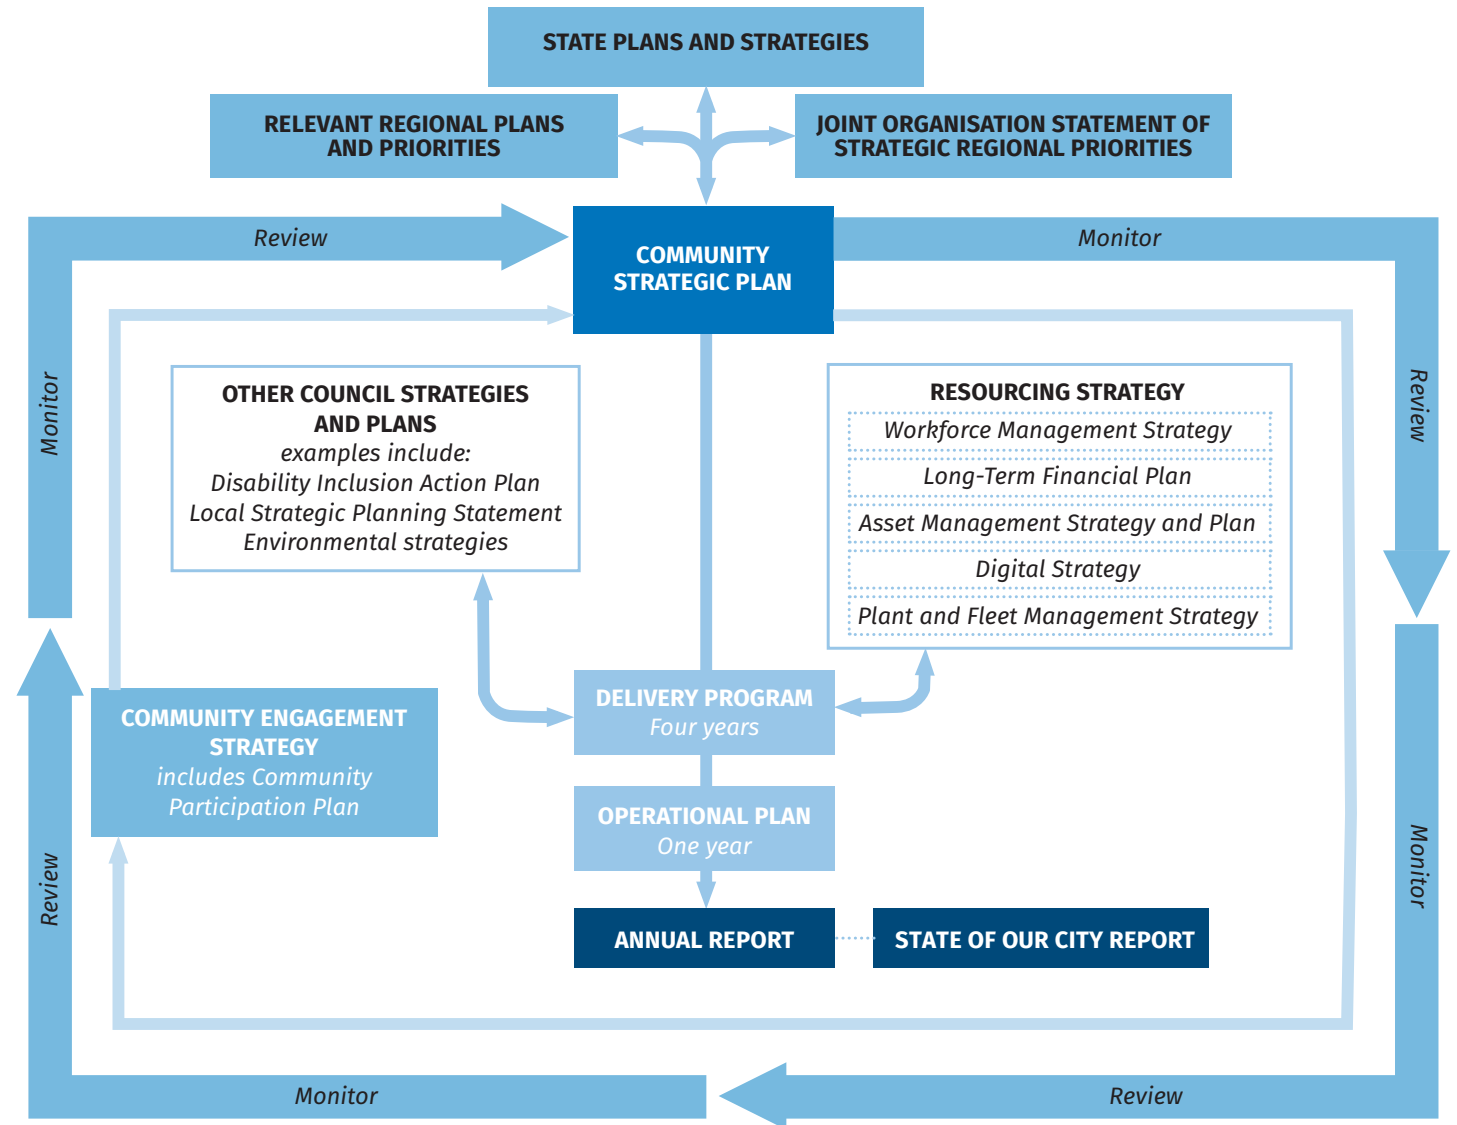 STATE PLANS AND STRATEGIES
RELEVANT REGIONAL PLANS
AND PRIORITIES
JOINT ORGANISATION STATEMENT OF
STRATEGIC REGIONAL PRIORITIES
Review
COMMUNITY
STRATEGIC PLAN
Monitor
Monitor
OTHER COUNCIL STRATEGIES
AND PLANS
examples include:
Disability Inclusion Action Plan
Local Strategic Planning Statement
Environmental strategies
RESOURCING STRATEGY
Workforce Management Strategy
Long-Term Financial Plan
Asset Management Strategy and Plan
Digital Strategy
Plant and Fleet Management Strategy
Review
COMMUNITY ENGAGEMENT
STRATEGY
includes Community
Participation Plan
DELIVERY PROGRAM
Four years
OPERATIONAL PLAN
One year
Review
Monitor
ANNUAL REPORT
STATE OF OUR CITY REPORT
Monitor
Review